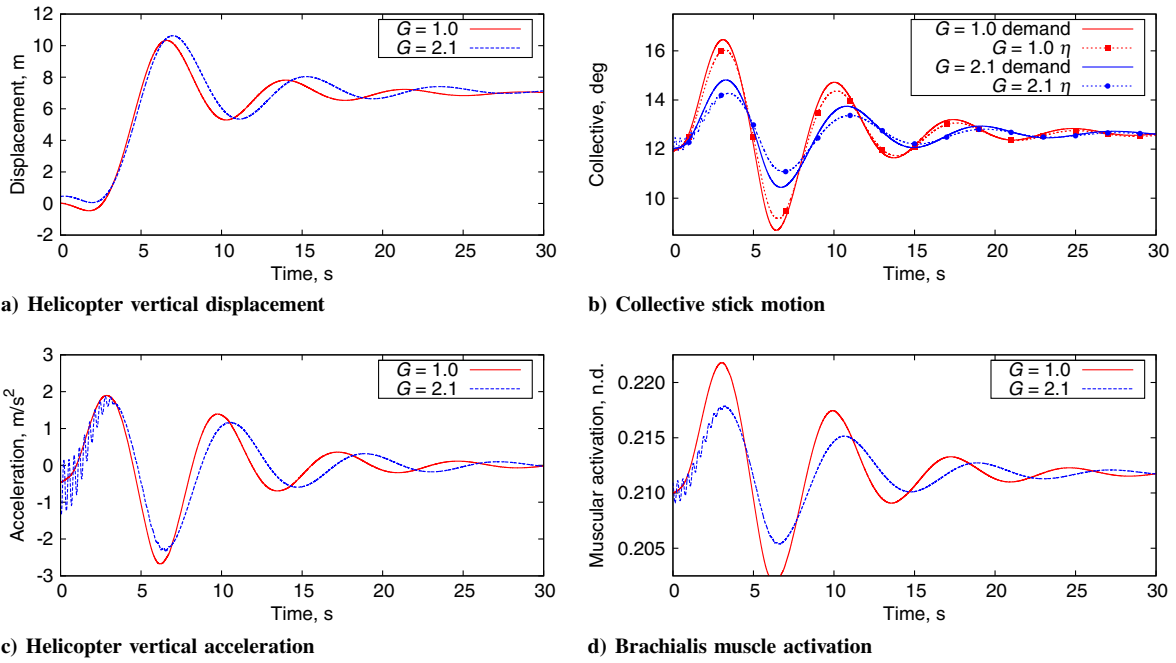 12
10
8
6
4
2
0
-2
Displacement, m
G = 1.0
G = 2.1
0 5 10 15 20 25 30
Time, s
a) Helicopter vertical displacement
16
14
12
10
Collective, deg
G = 1.0 demand
G = 1.0 η
G = 2.1 demand
G = 2.1 η
0 5 10 15 20 25 30
Time, s
b) Collective stick motion
3
2
1
0
-1
-2
-3
Acceleration, m/s²
G = 1.0
G = 2.1
0 5 10 15 20 25 30
Time, s
c) Helicopter vertical acceleration
0.220
0.215
0.210
0.205
Muscular activation, n.d.
G = 1.0
G = 2.1
0 5 10 15 20 25 30
Time, s
d) Brachialis muscle activation